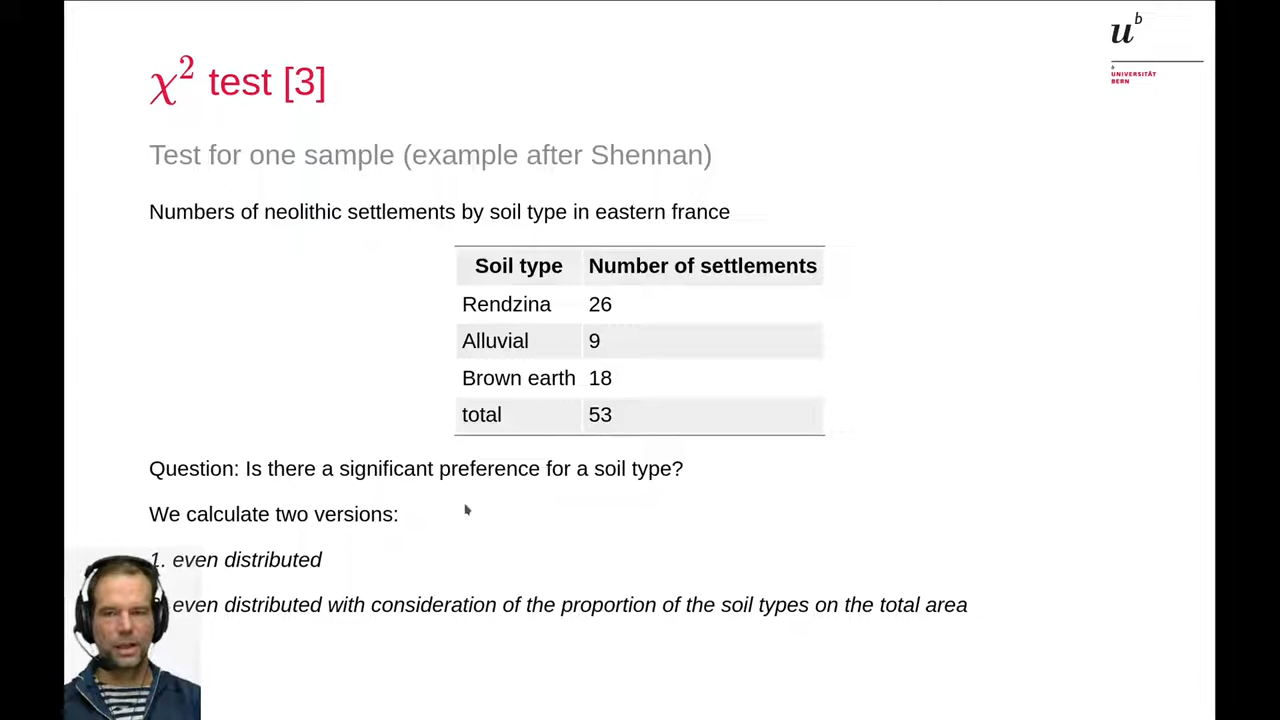 u^b
b
UNIVERSITÄT
BERN
χ² test [3]
Test for one sample (example after Shennan)
Numbers of neolithic settlements by soil type in eastern france
Soil type Number of settlements
Rendzina 26
Alluvial 9
Brown earth 18
total 53
Question: Is there a significant preference for a soil type?
We calculate two versions:
1. even distributed
even distributed with consideration of the proportion of the soil types on the total area